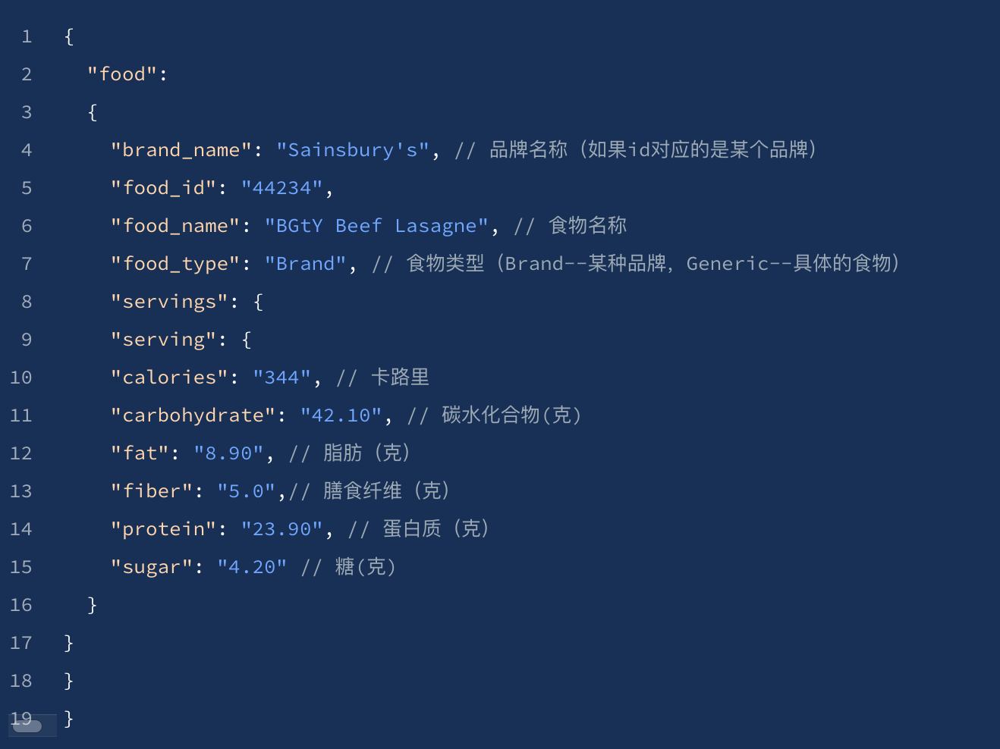 1 {
2 "food":
3 {
4 "brand_name": "Sainsbury's", // 品牌名称（如果id对应的是某个品牌）
5 "food_id": "44234",
6 "food_name": "BGtY Beef Lasagne", // 食物名称
7 "food_type": "Brand", // 食物类型（Brand--某种品牌，Generic--具体的食物）
8 "servings": {
9 "serving": {
10 "calories": "344", // 卡路里
11 "carbohydrate": "42.10", // 碳水化合物(克)
12 "fat": "8.90", // 脂肪（克）
13 "fiber": "5.0",// 膳食纤维（克）
14 "protein": "23.90", // 蛋白质（克）
15 "sugar": "4.20" // 糖(克)
16 }
17 }
18 }
19 }